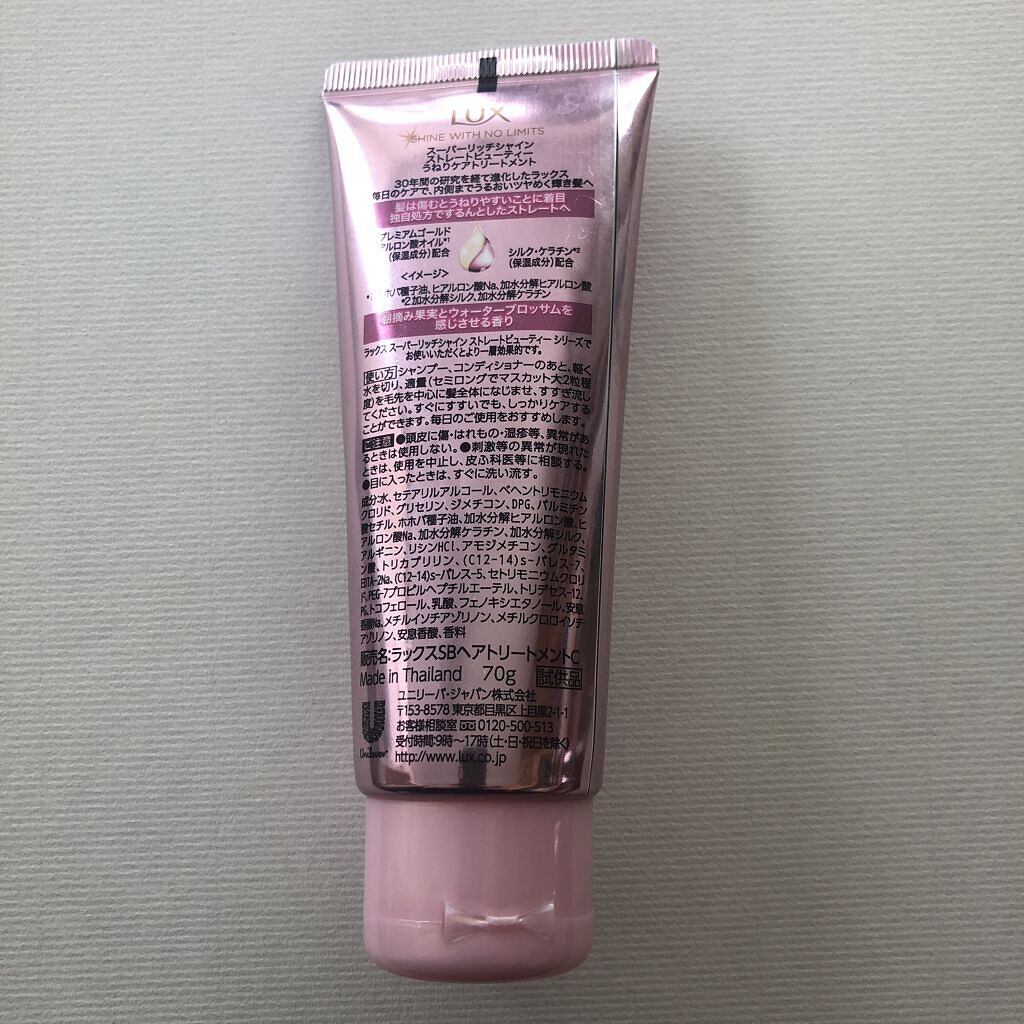 LUX
SHINE WITH NO LIMITS
スーパーリッチシャイン
ストレートビューティー
うねりケアトリートメント
30年間の研究を経て進化したラックス
毎日のケアで、内側までうるおいツヤめく輝き髪へ
髪は傷むとうねりやすいことに着目
独自処方でするんとしたストレートへ
プレミアムゴールド
アルロン酸オイル*1
(保湿成分)配合
シルク・ケラチン*2
(保湿成分)配合
<イメージ>
ホホバ種子油、ヒアルロン酸Na、加水分解ヒアルロン酸
*2加水分解シルク、加水分解ケラチン
朝摘み果実とウォーターブロッサムを
感じさせる香り
ラックス スーパーリッチシャイン ストレートビューティー シリーズで
お使いいただくとより一層効果的です。
使い方 シャンプー、コンディショナーのあと、軽く
水を切り、適量(セミロングでマスカット大2粒程
度)を毛先を中心に髪全体になじませ、すすぎ流し
てください。すぐにすすいでも、しっかりケアする
ことができます。毎日のご使用をおすすめします。
ご注意 ●頭皮に傷・はれもの・湿疹等、異常があ
るときは使用しない。●刺激等の異常が現れた
ときは、使用を中止し、皮ふ科医等に相談する。
●目に入ったときは、すぐに洗い流す。
成分:水、セテアリルアルコール、ベヘントリモニウム
クロリド、グリセリン、ジメチコン、DPG、パルミチン
酸セチル、ホホバ種子油、加水分解ヒアルロン酸、ヒ
アルロン酸Na、加水分解ケラチン、加水分解シルク、
アルギニン、リシンHCl、アモジメチコン、グルタミ
ン酸、トリカプリリン、(C12-14)s-パレス-7、
EDTA-2Na、(C12-14)s-パレス-5、セトリモニウムクロリ
ド、PEG-7プロピルヘプチルエーテル、トリデセス-12、
PG、トコフェロール、乳酸、フェノキシエタノール、安息
香酸Na、メチルイソチアゾリノン、メチルクロロイソチ
アゾリノン、安息香酸、香料
販売名:ラックスSBヘアトリートメントC
Made in Thailand 70g 試供品
ユニリーバ・ジャパン株式会社
〒153-8578 東京都目黒区上目黒2-1-1
お客様相談室 0120-500-513
受付時間:9時〜17時(土・日・祝日を除く)
Unilever http://www.lux.co.jp